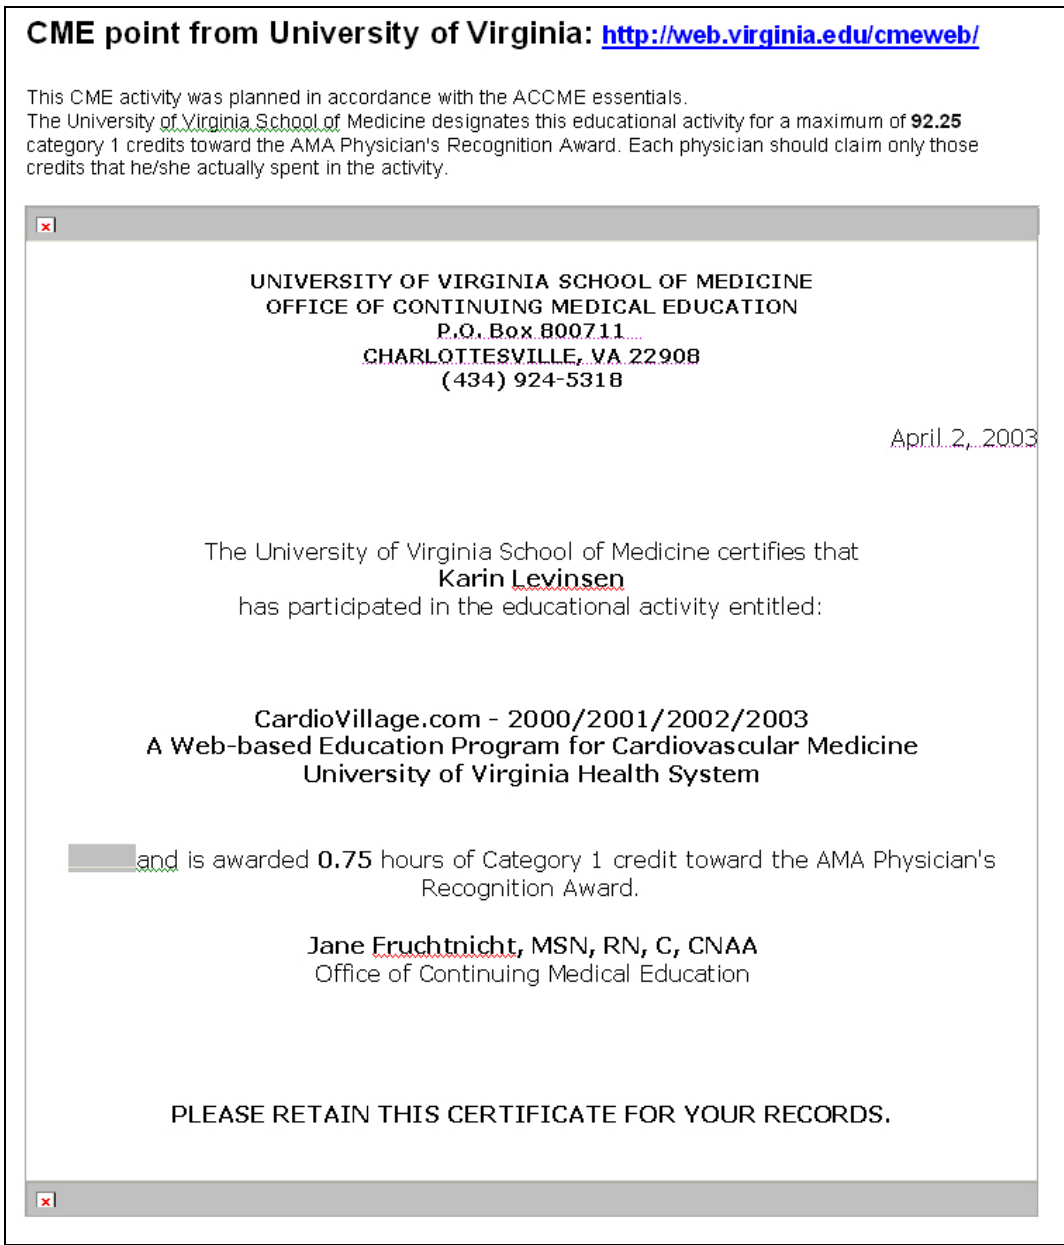 CME point from University of Virginia: http://web.virginia.edu/cmeweb/
This CME activity was planned in accordance with the ACCME essentials.
The University of Virginia School of Medicine designates this educational activity for a maximum of 92.25
category 1 credits toward the AMA Physician's Recognition Award. Each physician should claim only those
credits that he/she actually spent in the activity.
UNIVERSITY OF VIRGINIA SCHOOL OF MEDICINE
OFFICE OF CONTINUING MEDICAL EDUCATION
P.O. Box 800711
CHARLOTTESVILLE, VA 22908
(434) 924-5318
April 2, 2003
The University of Virginia School of Medicine certifies that
Karin Levinsen
has participated in the educational activity entitled:
CardioVillage.com - 2000/2001/2002/2003
A Web-based Education Program for Cardiovascular Medicine
University of Virginia Health System
and is awarded 0.75 hours of Category 1 credit toward the AMA Physician's
Recognition Award.
Jane Fruchtnicht, MSN, RN, C, CNAA
Office of Continuing Medical Education
PLEASE RETAIN THIS CERTIFICATE FOR YOUR RECORDS.